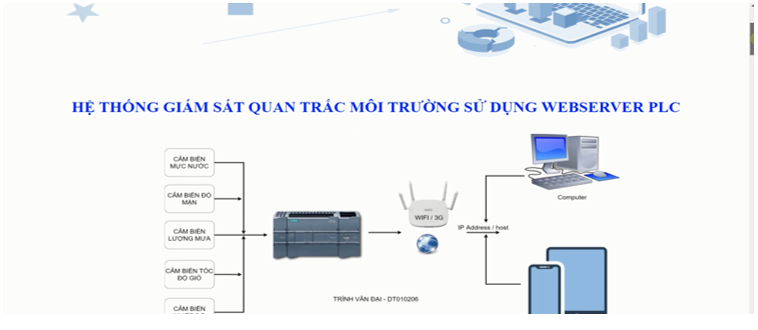 HỆ THỐNG GIÁM SÁT QUAN TRẮC MÔI TRƯỜNG SỬ DỤNG WEBSERVER PLC
CẢM BIẾN
MỰC NƯỚC
CẢM BIẾN ĐỘ
MẶN
CẢM BIẾN
LƯỢNG MƯA
CẢM BIẾN TỐC
ĐỘ GIÓ
CẢM BIẾN
WIFI / 3G
IP Address / host
Computer
TRỊNH VĂN ĐẠI - DT010206